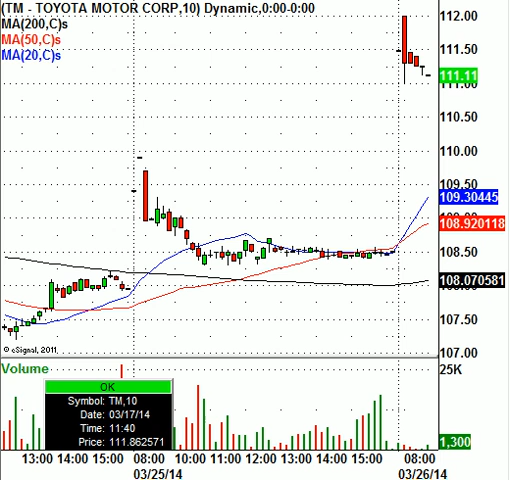 (TM - TOYOTA MOTOR CORP,10) Dynamic,0:00-0:00
MA(200,C)s
MA(50,C)s
MA(20,C)s
112.00
111.50
111.11
110.50
110.00
109.50
109.30445
108.920118
108.50
108.070581
107.50
107.00
© eSignal, 2011
Volume
25K
OK
Symbol: TM,10
Date: 03/17/14
Time: 11:40
Price: 111.862571
1,300
13:00 14:00 15:00 08:00 10:00 11:00 12:00 13:00 14:00 15:00 08:00
03/25/14 03/26/14